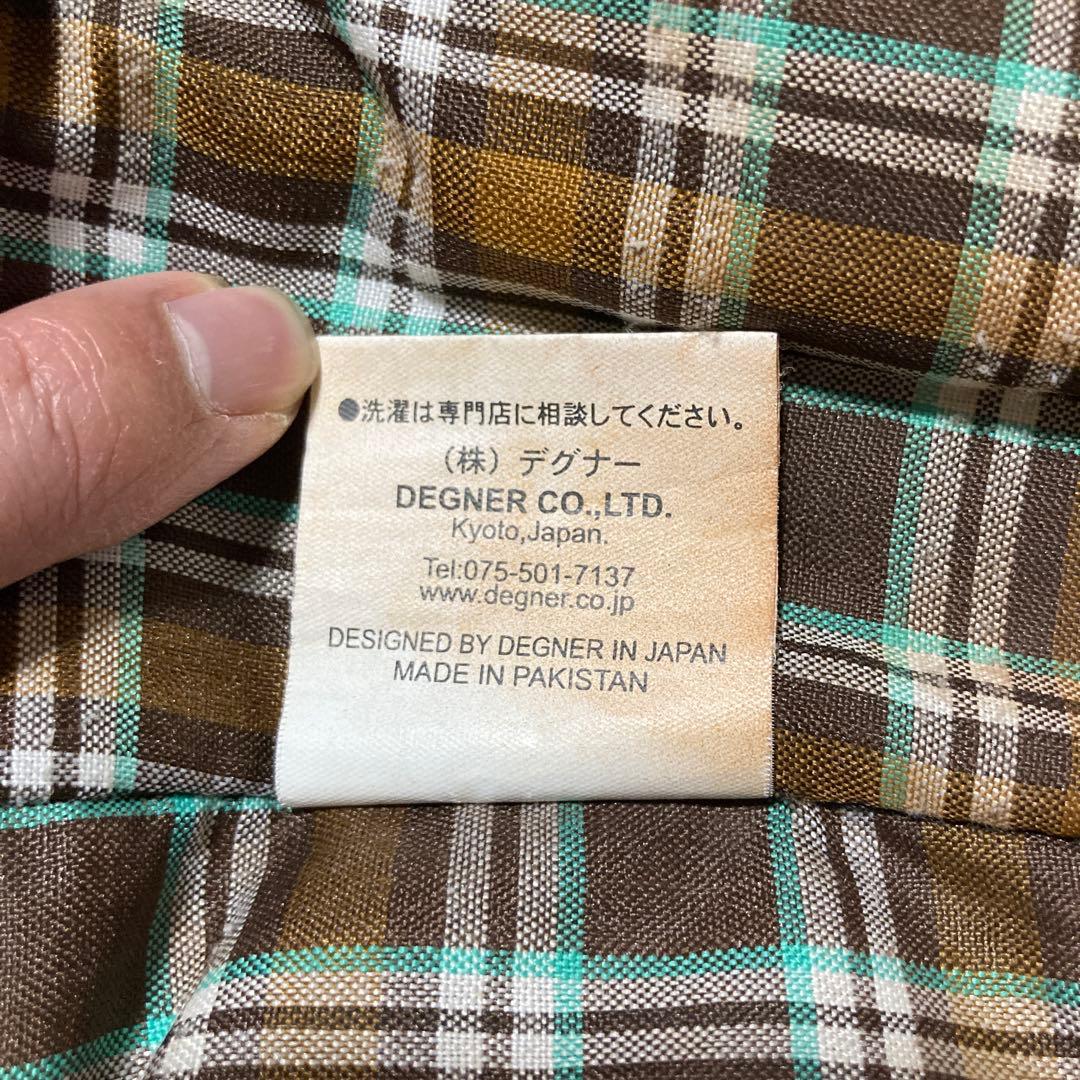 ●洗濯は専門店に相談してください。
（株）デグナー
DEGNER CO.,LTD.
Kyoto,Japan.
Tel:075-501-7137
www.degner.co.jp
DESIGNED BY DEGNER IN JAPAN
MADE IN PAKISTAN